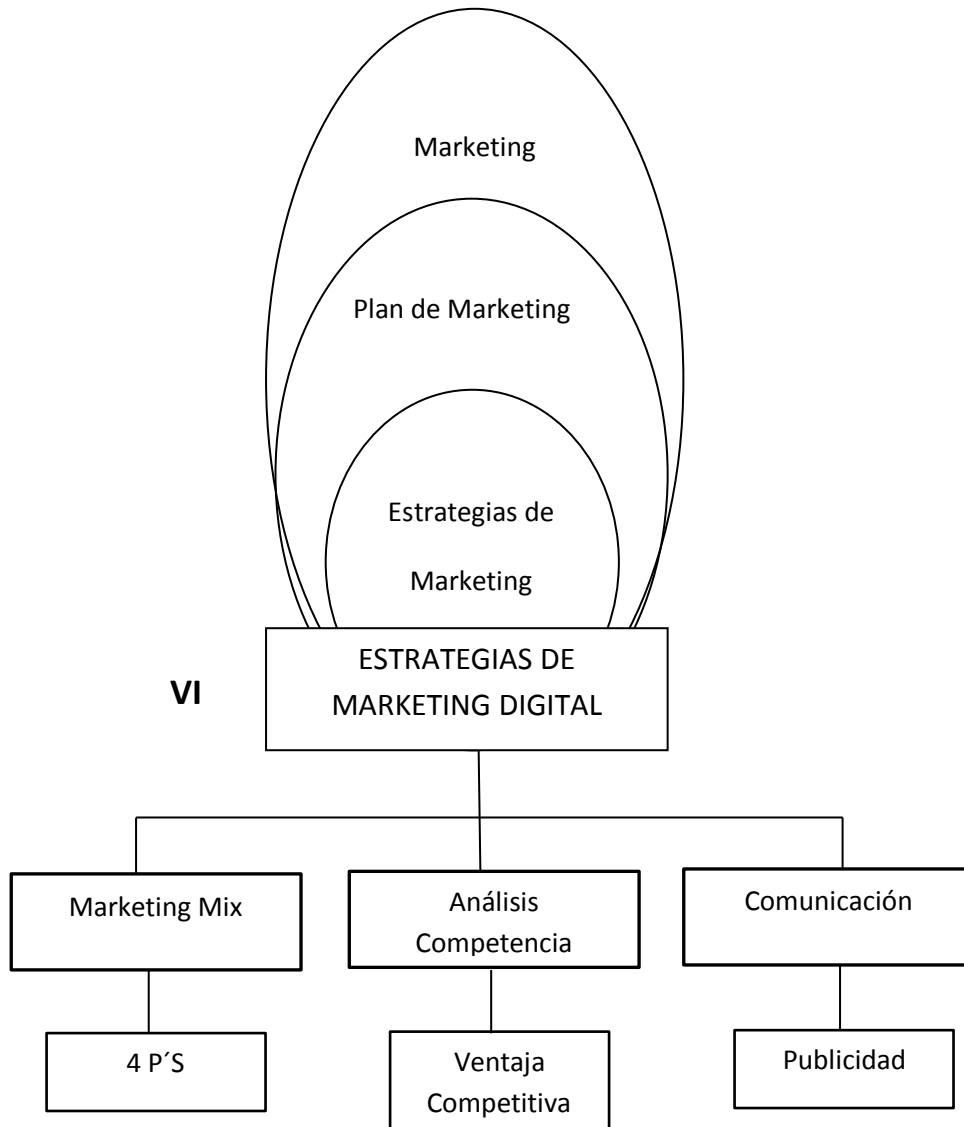 Marketing
Plan de Marketing
Estrategias de
Marketing
VI
ESTRATEGIAS DE
MARKETING DIGITAL
Marketing Mix
Análisis
Competencia
Comunicación
4 P´S
Ventaja
Competitiva
Publicidad